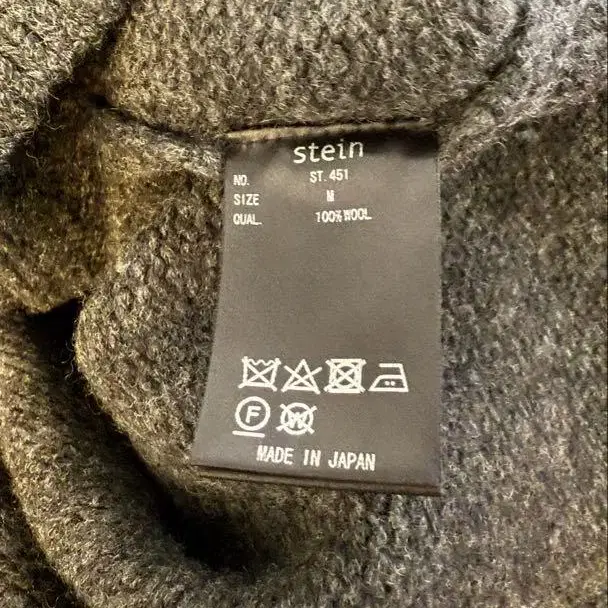 stein
NO. ST.451
SIZE M
QUAL. 100% WOOL
F W
MADE IN JAPAN